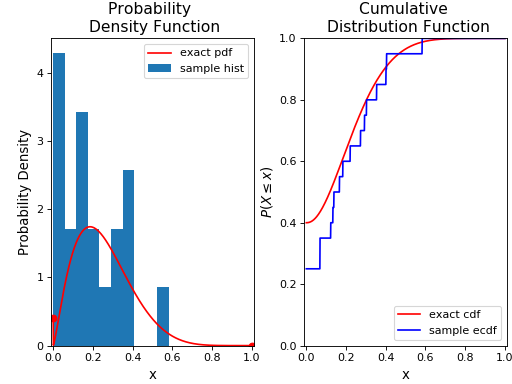 Probability
Density Function
exact pdf
sample hist
Probability Density
0
1
2
3
4
0.0
0.2
0.4
0.6
0.8
1.0
x
Cumulative
Distribution Function
P(X ≤ x)
0.0
0.2
0.4
0.6
0.8
1.0
exact cdf
sample ecdf
0.0
0.2
0.4
0.6
0.8
1.0
x